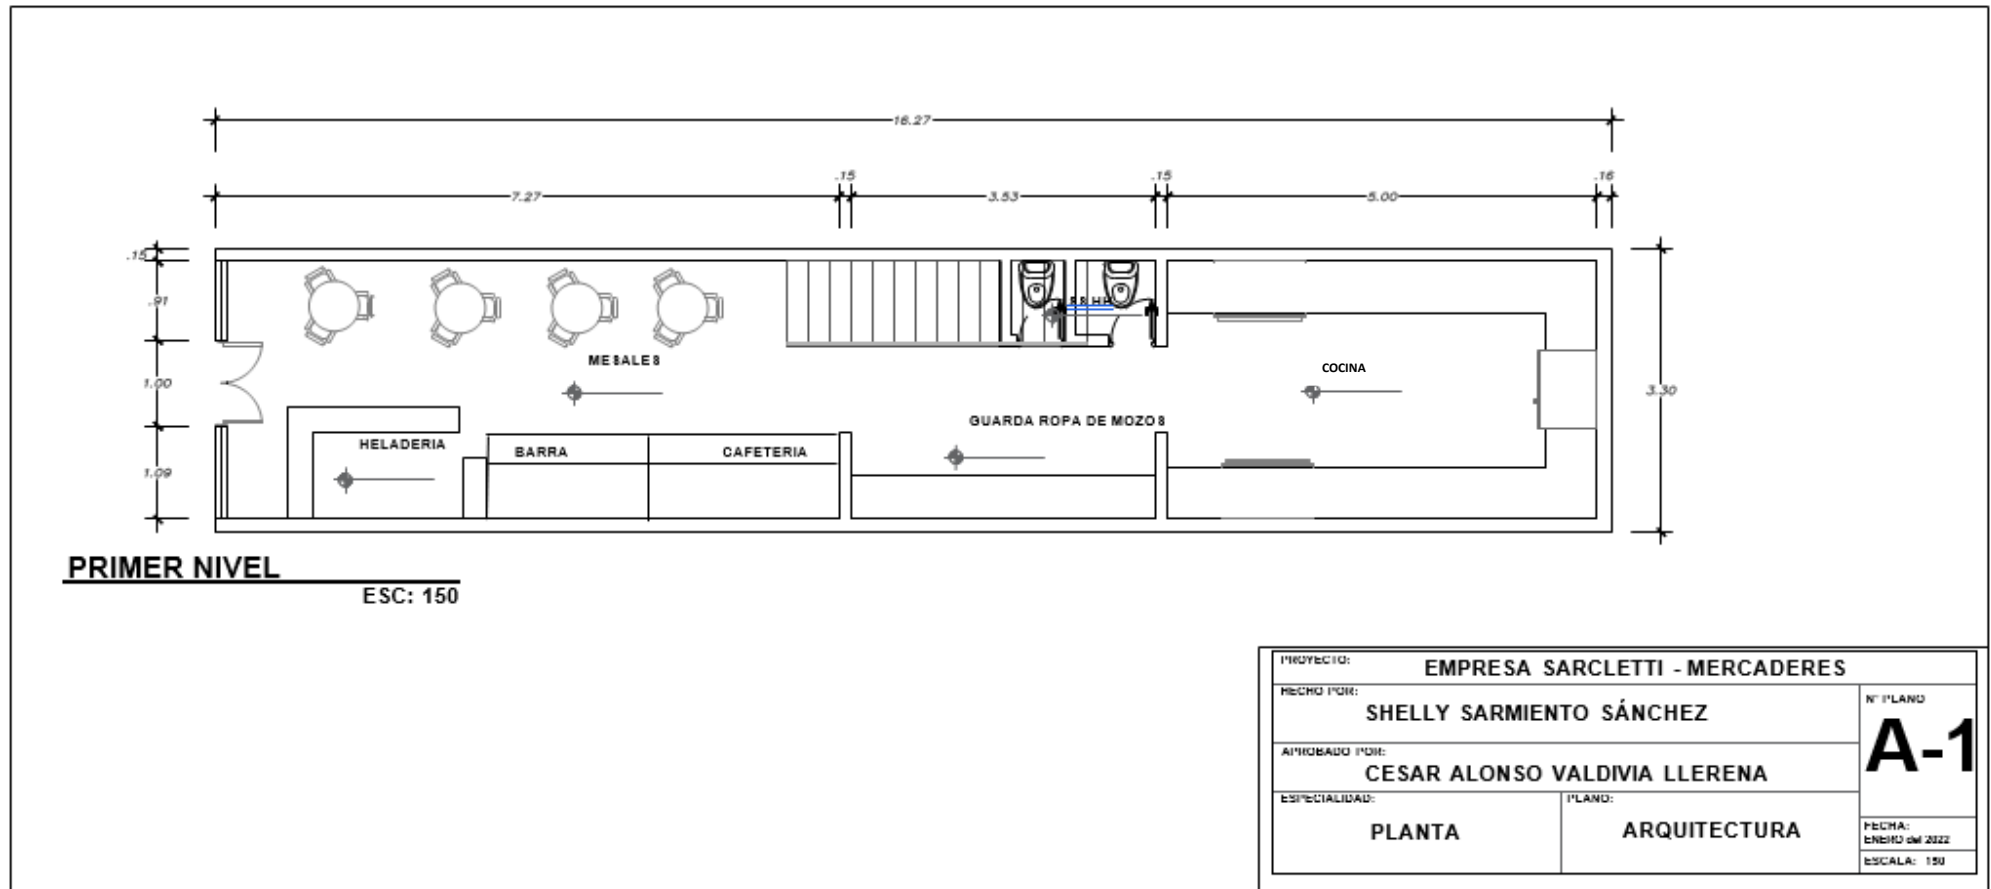 16.27
.15 .15 .16
7.27 3.53 5.00
.15
.91
SS.HH
MESALES
COCINA
1.00
3.30
GUARDA ROPA DE MOZOS
HELADERIA
BARRA
CAFETERIA
1.09
PRIMER NIVEL
ESC: 150
PROYECTO:
EMPRESA SARCLETTI - MERCADERES
HECHO POR:
SHELLY SARMIENTO SÁNCHEZ
N° PLANO
A-1
APROBADO POR:
CESAR ALONSO VALDIVIA LLERENA
ESPECIALIDAD:
PLANTA
PLANO:
ARQUITECTURA
FECHA:
ENERO del 2022
ESCALA: 150